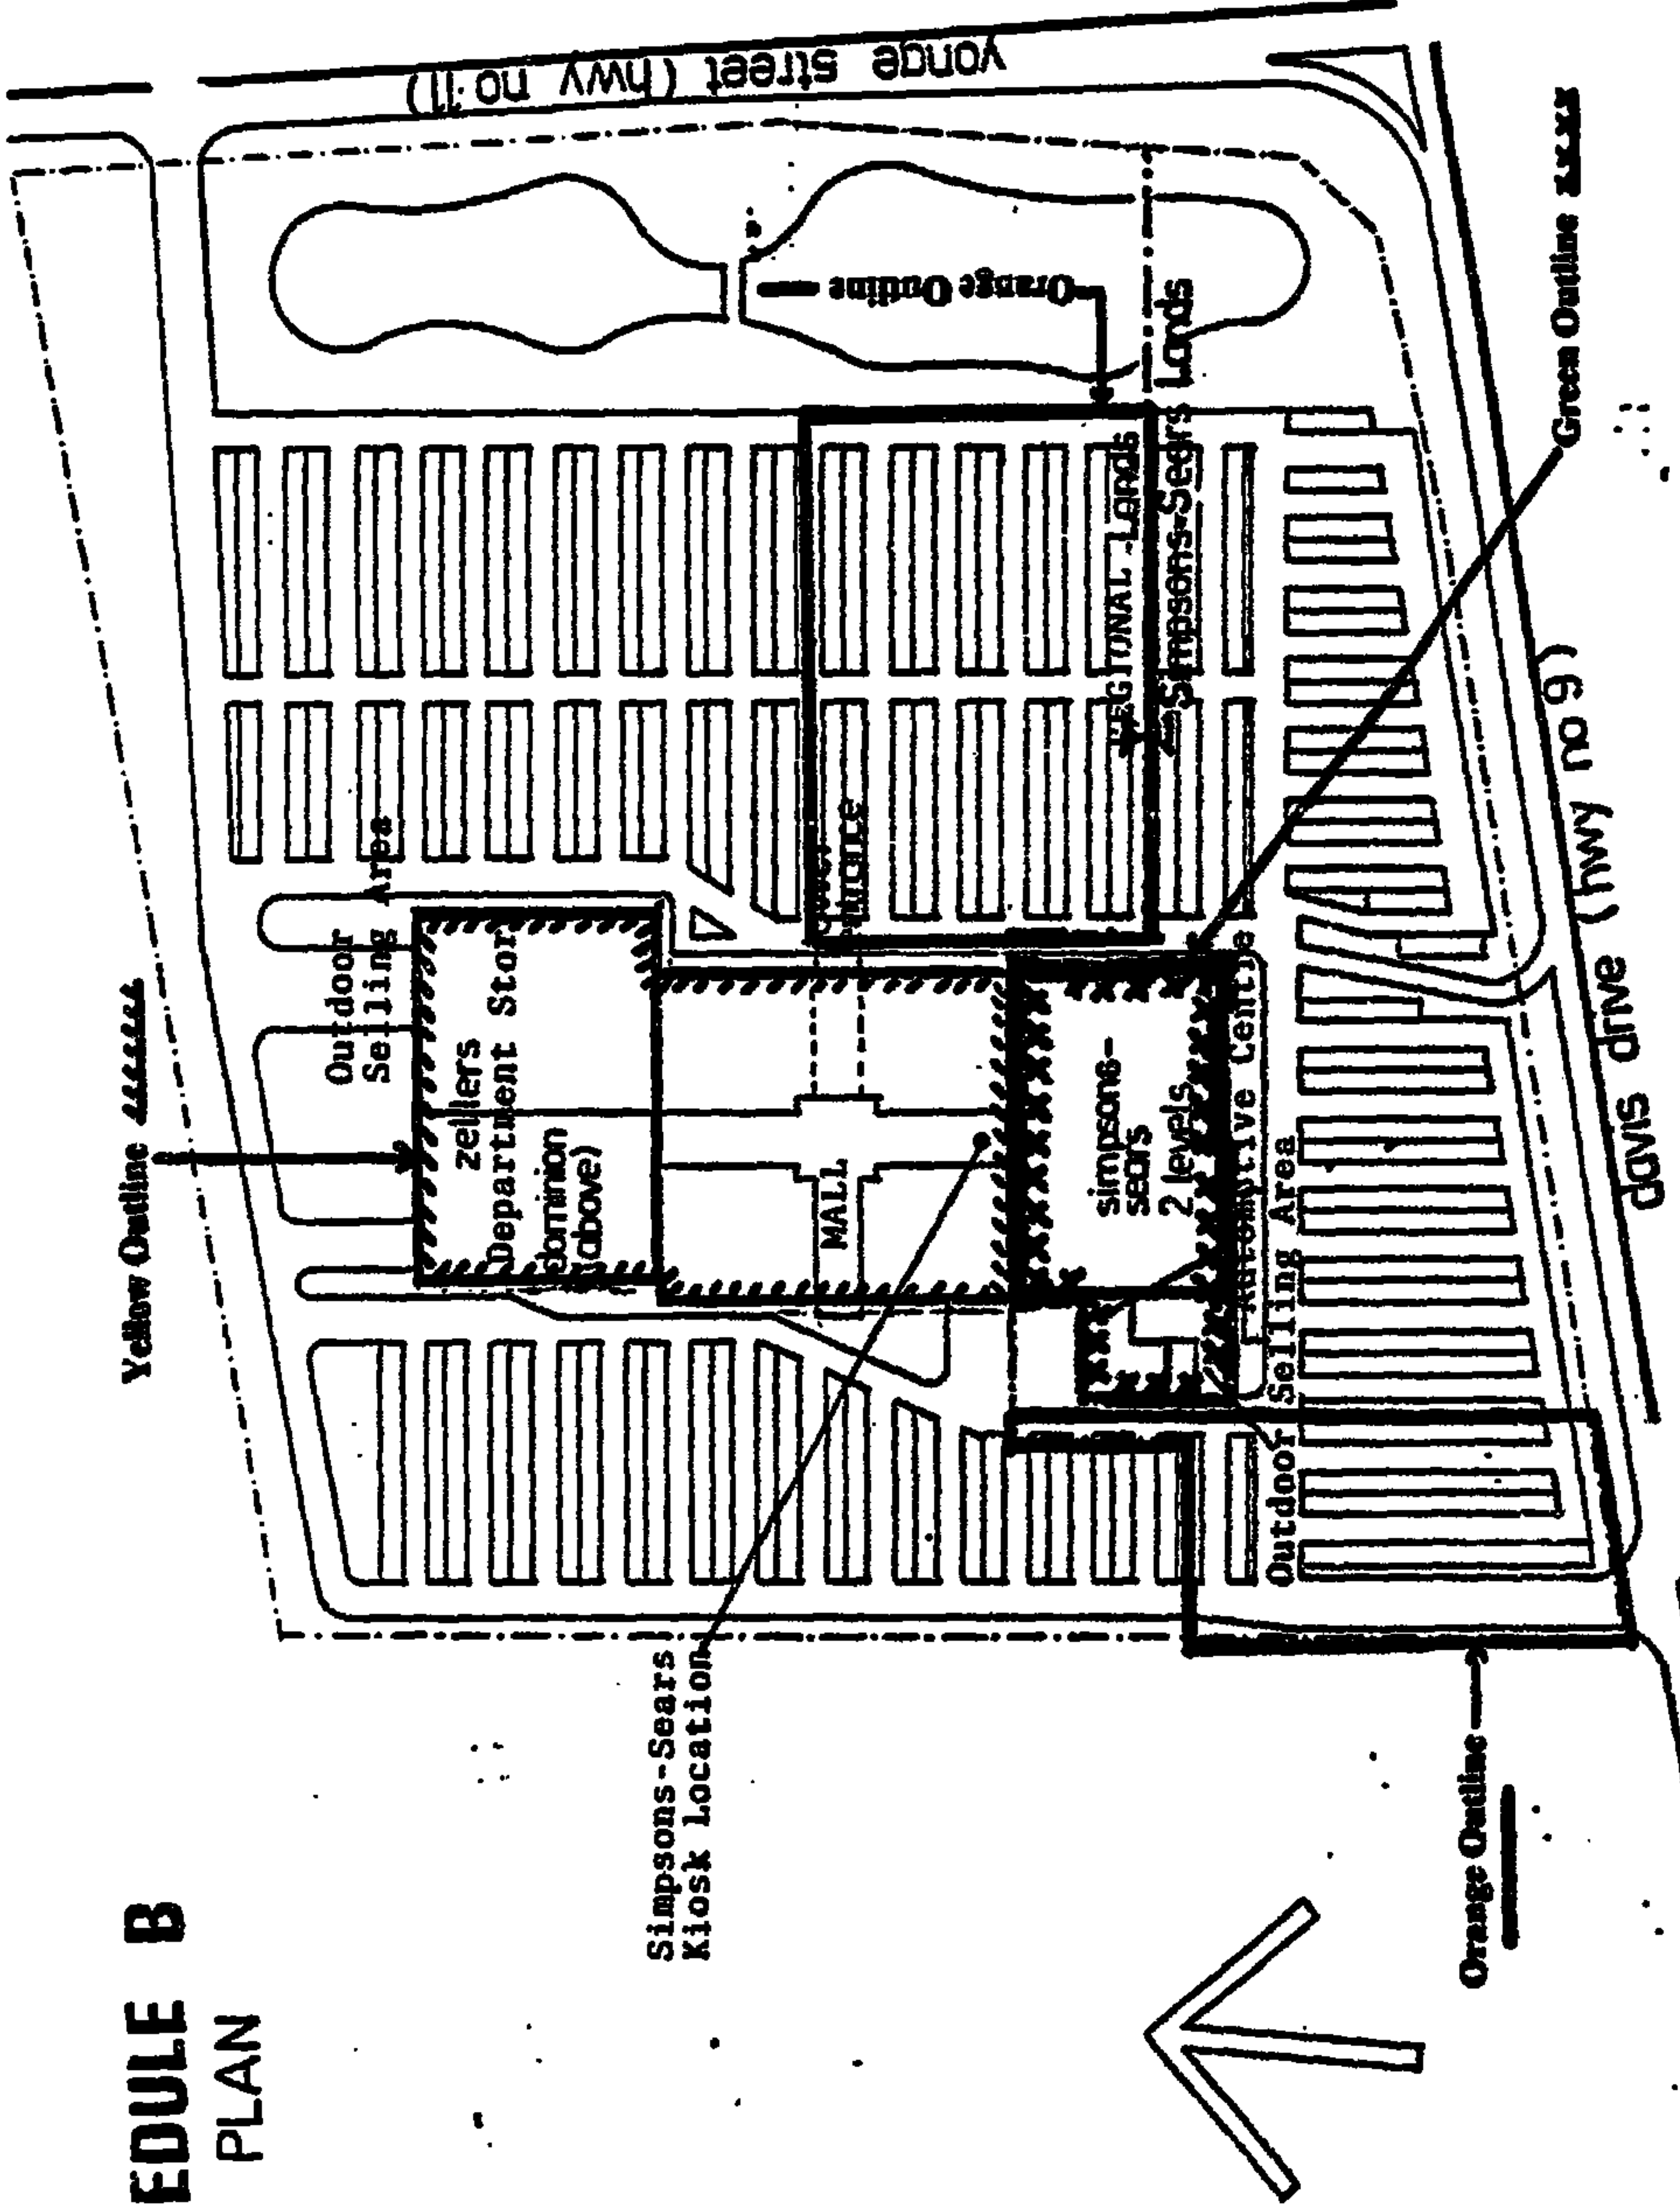 EDULE B
PLAN
Yellow Outline
Outdoor
Selling Area
zellers
Department Stor
dominion
(above)
MALL
Simpsons-Sears
Kiosk Location
simpsons-
sears
2 levels
Automotive Centre
Outdoor Selling Area
REGIONAL LANDS
Simpsons-Sears Lands
Orange Outline
yonge street (hwy no 11)
Green Outline xxxx
davis drive (hwy no 9)
Orange Outline